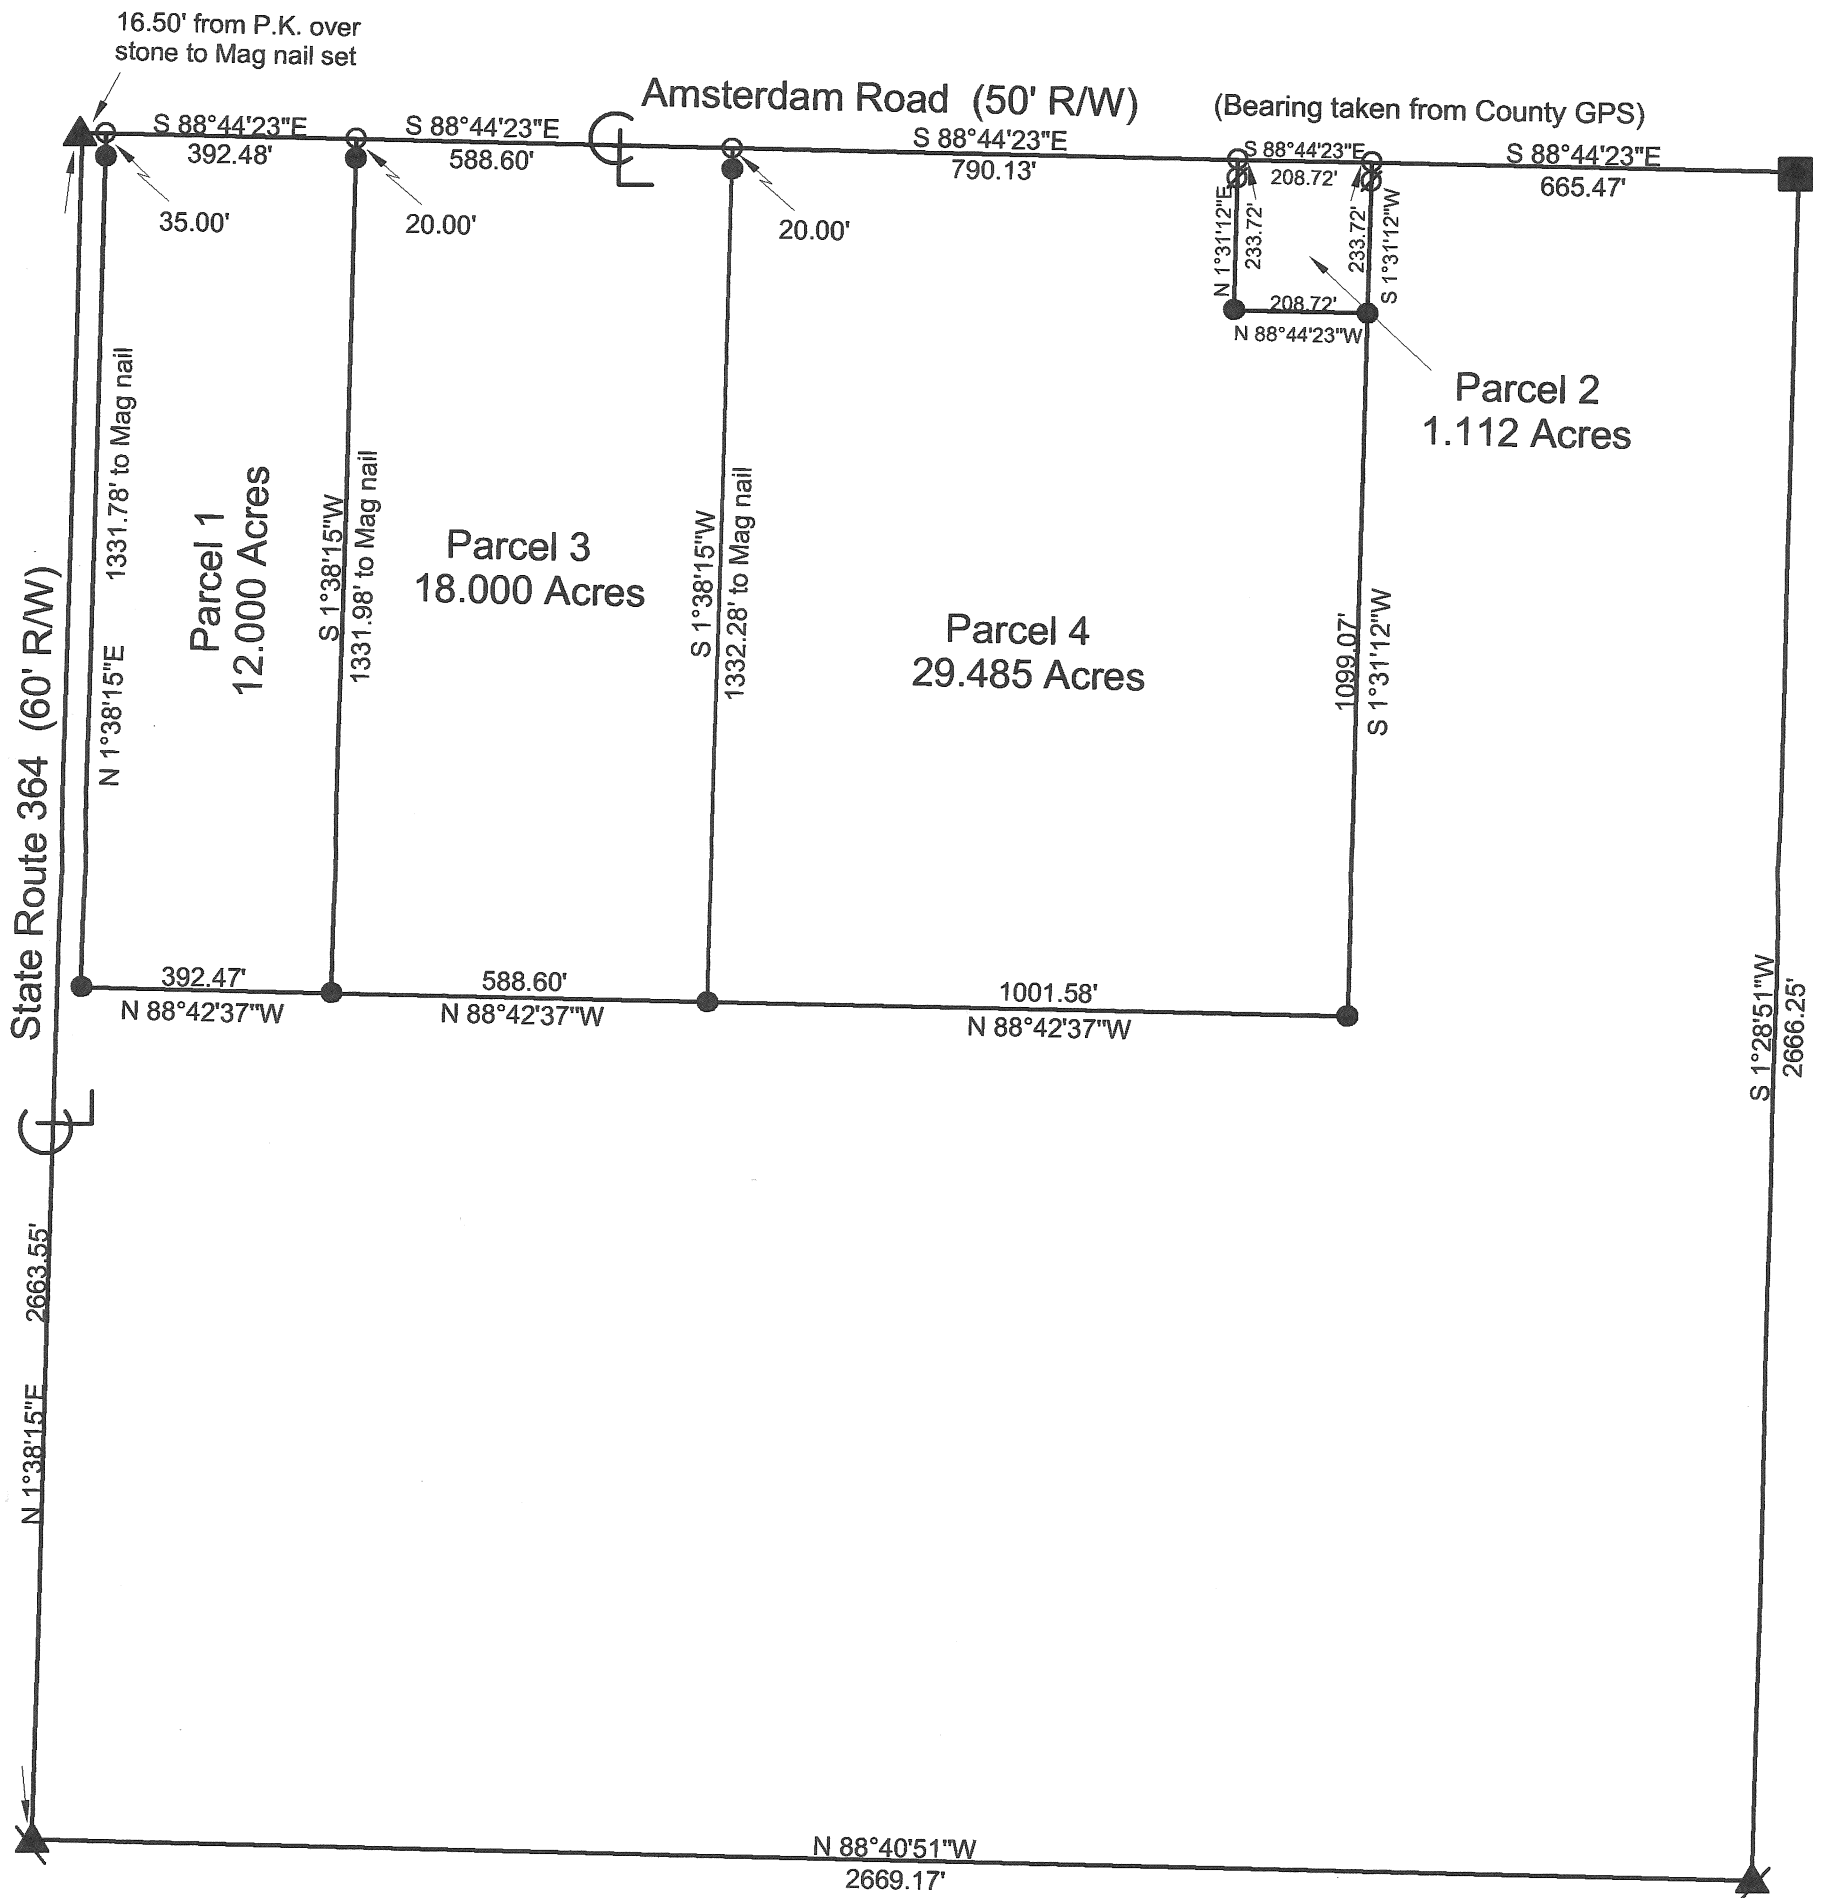 16.50' from P.K. over
stone to Mag nail set
Amsterdam Road (50' R/W)
(Bearing taken from County GPS)
S 88°44'23"E
392.48'
S 88°44'23"E
588.60'
S 88°44'23"E
790.13'
S 88°44'23"E
208.72'
S 88°44'23"E
665.47'
35.00'
20.00'
20.00'
N 1°31'12"E
233.72'
233.72'
S 1°31'12"W
208.72'
N 88°44'23"W
Parcel 2
1.112 Acres
N 1°38'15"E 1331.78' to Mag nail
Parcel 1
12.000 Acres
S 1°38'15"W
1331.98' to Mag nail
Parcel 3
18.000 Acres
S 1°38'15"W
1332.28' to Mag nail
Parcel 4
29.485 Acres
1099.07'
S 1°31'12"W
State Route 364 (60' R/W)
392.47'
N 88°42'37"W
588.60'
N 88°42'37"W
1001.58'
N 88°42'37"W
S 1°28'51"W
2666.25'
N 1°38'15"E 2663.55'
N 88°40'51"W
2669.17'